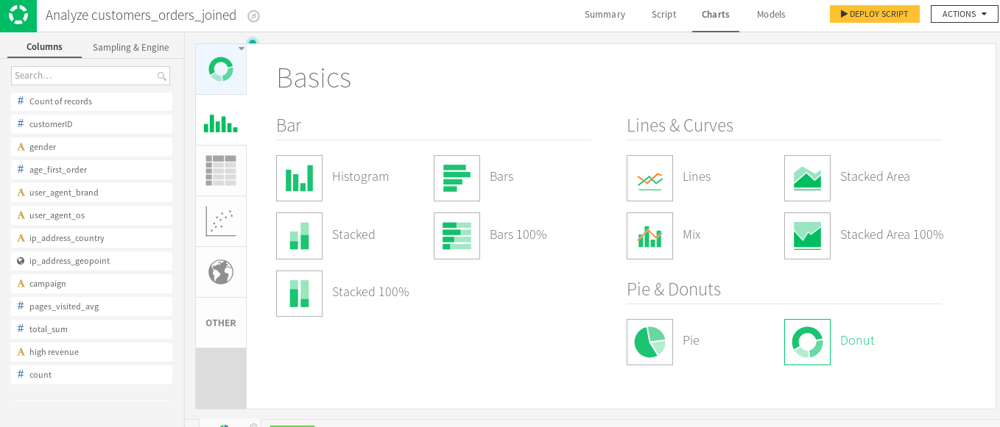 Analyze customers_orders_joined
Summary
Script
Charts
Models
DEPLOY SCRIPT
ACTIONS
Columns
Sampling & Engine
Search...
# Count of records
# customerID
A gender
# age_first_order
A user_agent_brand
A user_agent_os
A ip_address_country
ip_address_geopoint
A campaign
# pages_visited_avg
# total_sum
A high revenue
# count
OTHER
Basics
Bar
Histogram
Bars
Stacked
Bars 100%
Stacked 100%
Lines & Curves
Lines
Stacked Area
Mix
Stacked Area 100%
Pie & Donuts
Pie
Donut